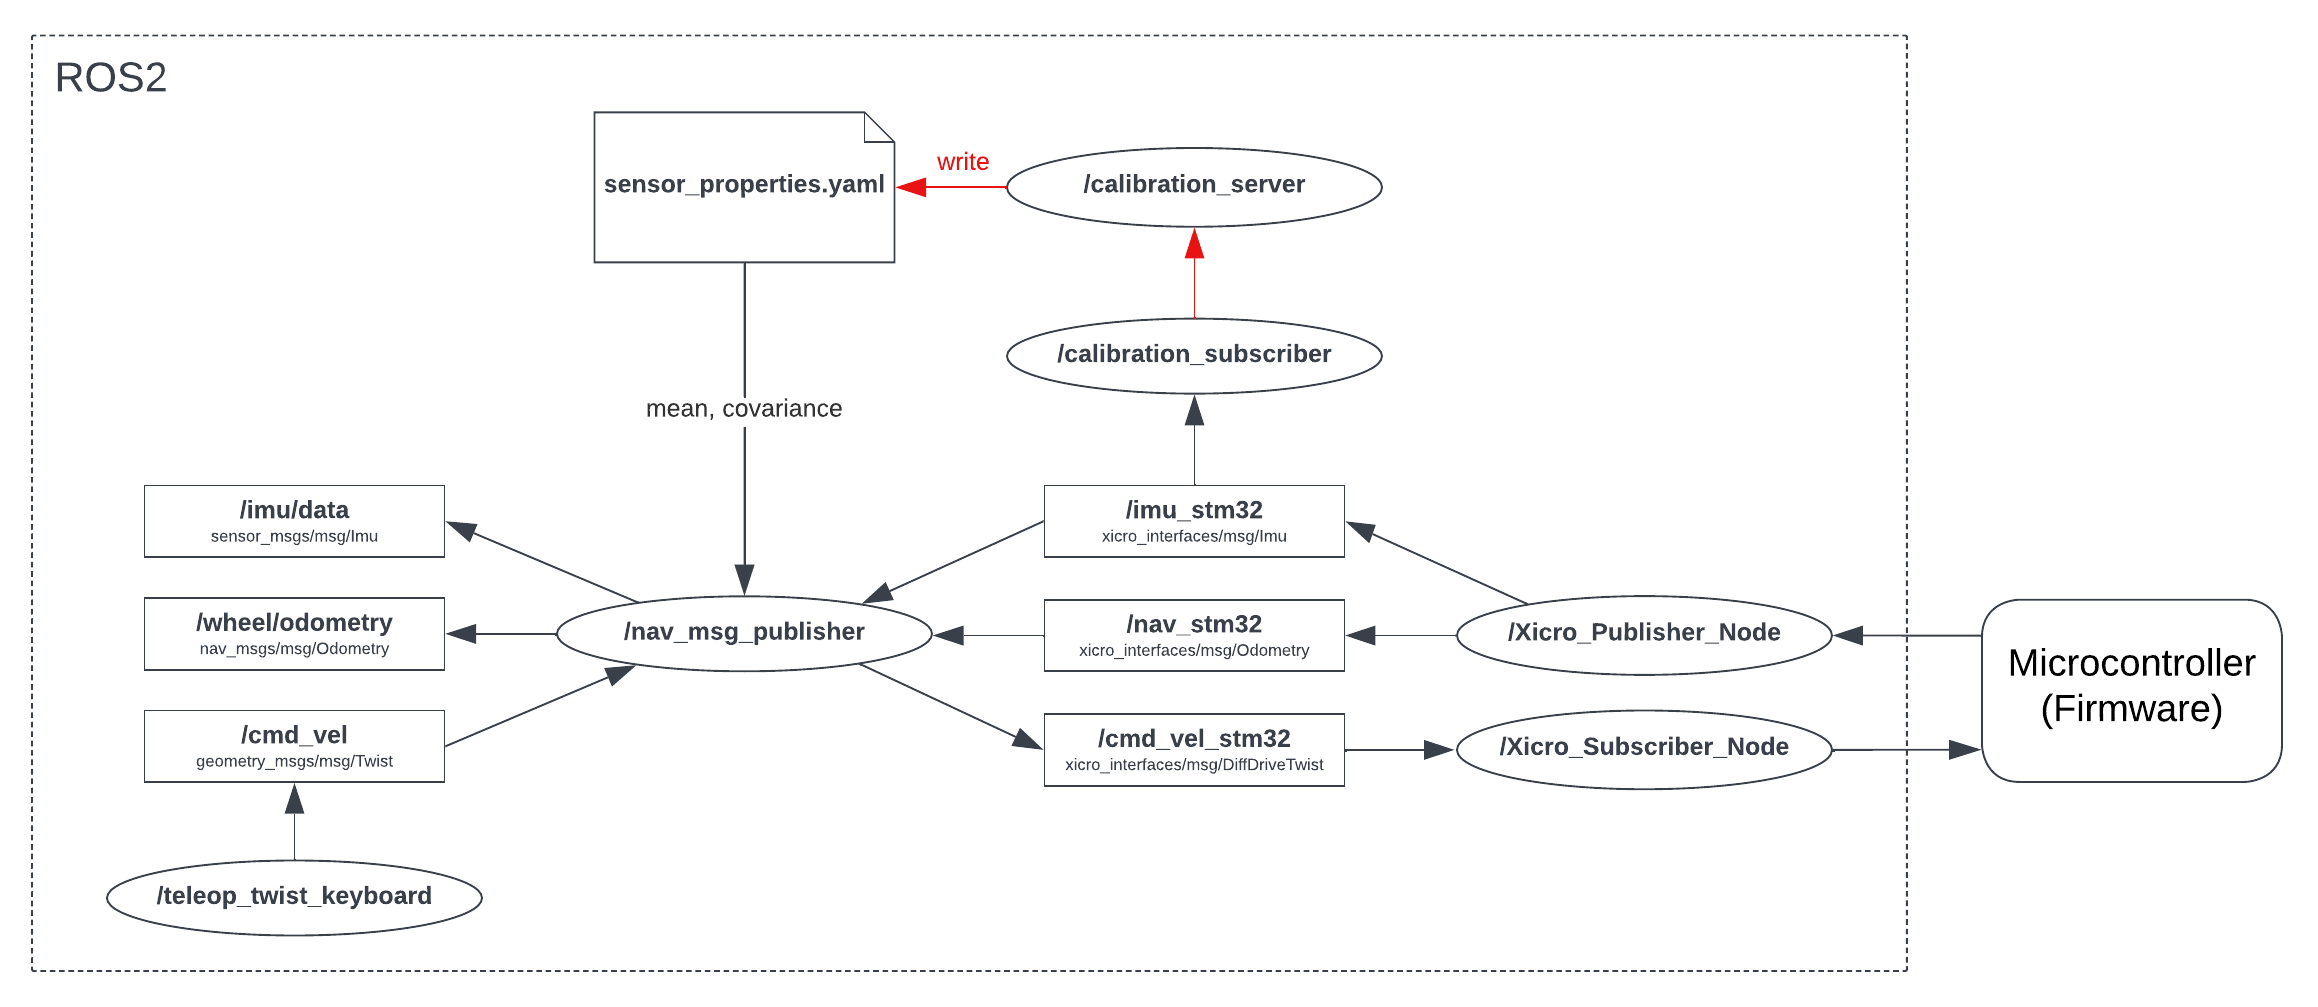 ROS2
sensor_properties.yaml
write
/calibration_server
/calibration_subscriber
mean, covariance
/imu/data
sensor_msgs/msg/Imu
/imu_stm32
xicro_interfaces/msg/Imu
/wheel/odometry
nav_msgs/msg/Odometry
/nav_msg_publisher
/nav_stm32
xicro_interfaces/msg/Odometry
/Xicro_Publisher_Node
Microcontroller
(Firmware)
/cmd_vel
geometry_msgs/msg/Twist
/cmd_vel_stm32
xicro_interfaces/msg/DiffDriveTwist
/Xicro_Subscriber_Node
/teleop_twist_keyboard